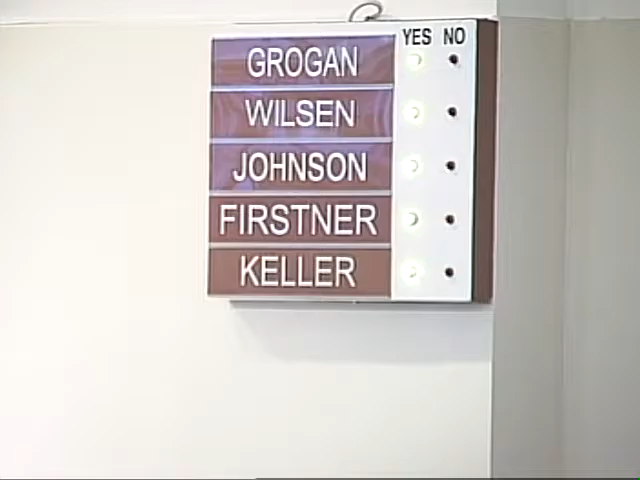 YES NO
GROGAN
WILSEN
JOHNSON
FIRSTNER
KELLER